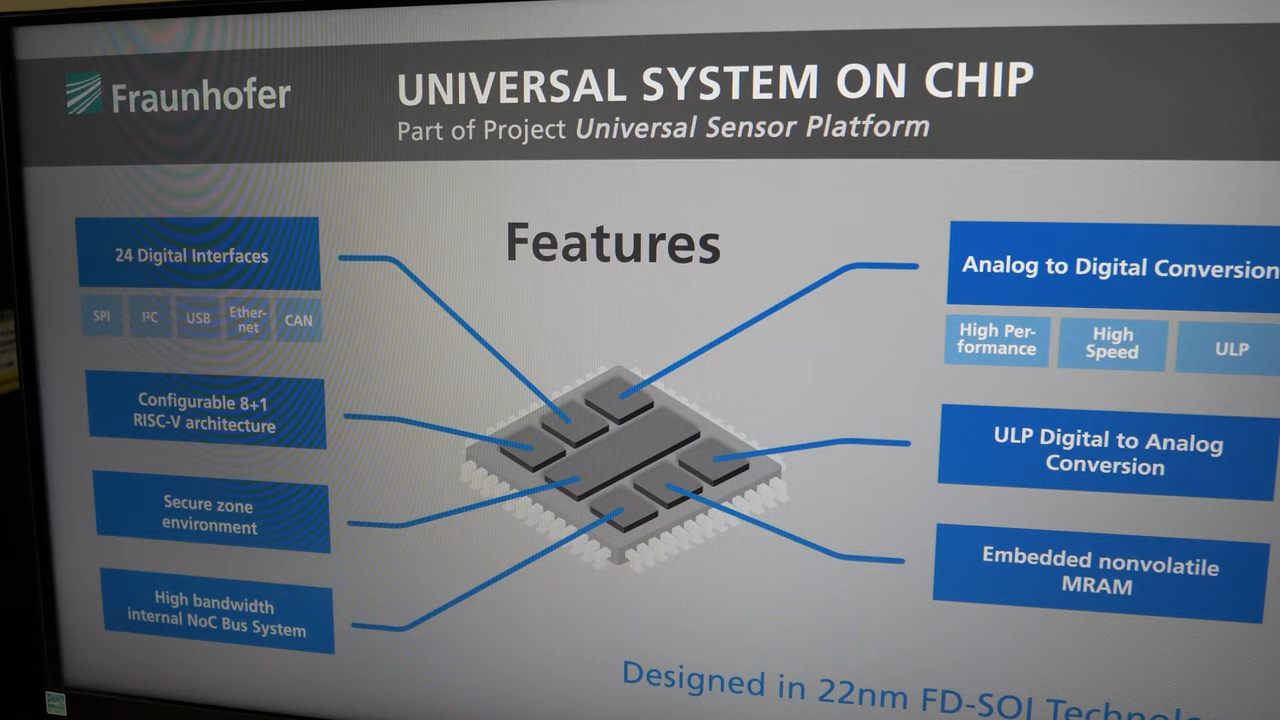 Fraunhofer
UNIVERSAL SYSTEM ON CHIP
Part of Project Universal Sensor Platform
Features
24 Digital Interfaces
SPI
I²C
USB
Ether-
net
CAN
Configurable 8+1
RISC-V architecture
Secure zone
environment
High bandwidth
internal NoC Bus System
Analog to Digital Conversion
High Per-
formance
High
Speed
ULP
ULP Digital to Analog
Conversion
Embedded nonvolatile
MRAM
Designed in 22nm FD-SOI Technolo